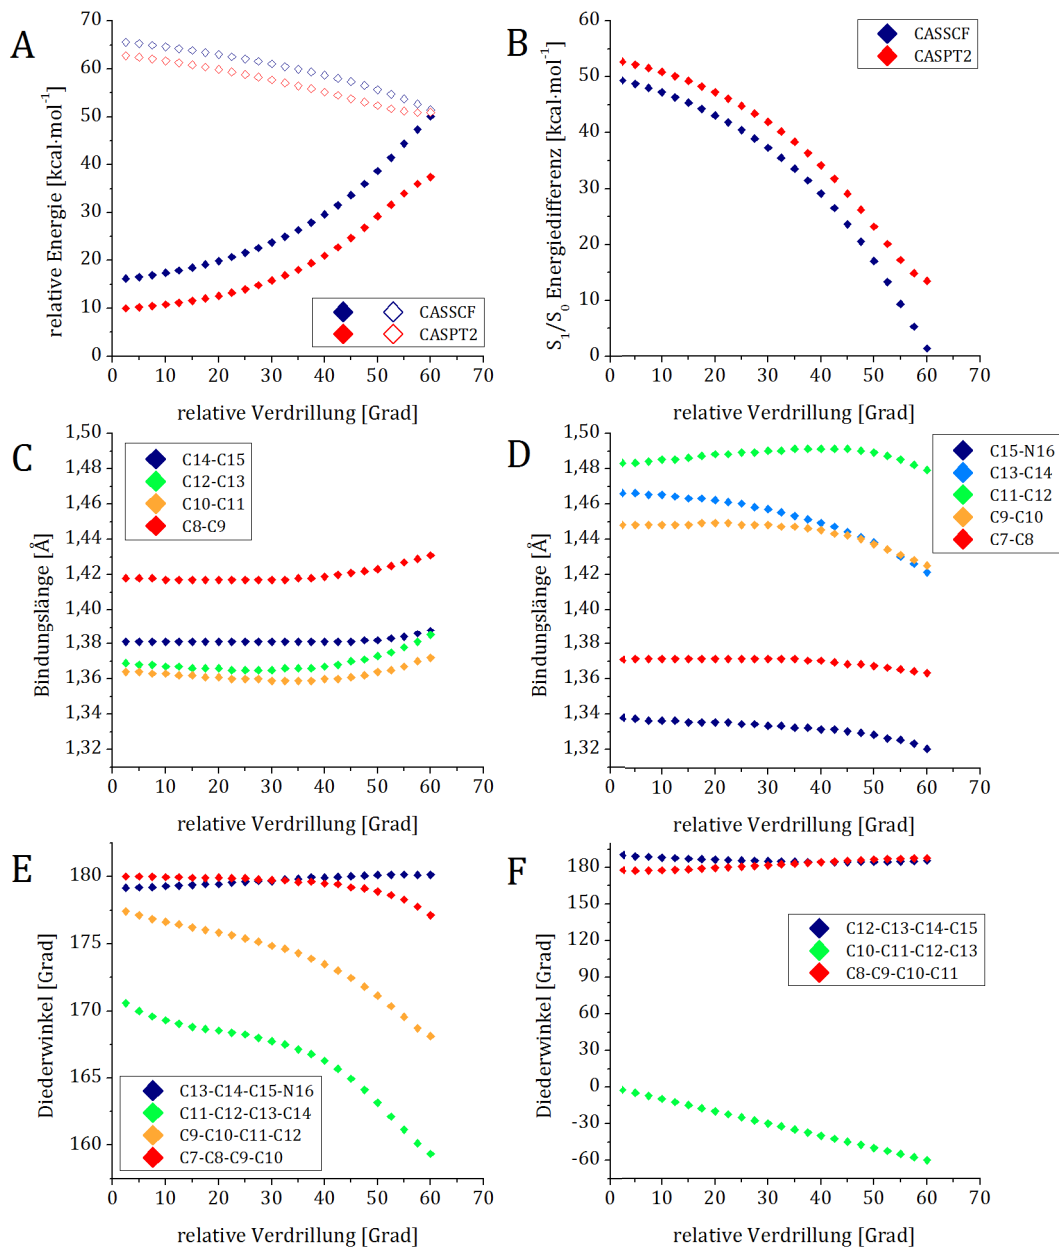 A
relative Energie [kcal·mol⁻¹]
70
60
50
40
30
20
10
0
CASSCF
CASPT2
0 10 20 30 40 50 60 70
relative Verdrillung [Grad]
B
S₁/S₀ Energiedifferenz [kcal·mol⁻¹]
60
50
40
30
20
10
0
CASSCF
CASPT2
0 10 20 30 40 50 60 70
relative Verdrillung [Grad]
C
Bindungslänge [Å]
1,50
1,48
1,46
1,44
1,42
1,40
1,38
1,36
1,34
1,32
C14-C15
C12-C13
C10-C11
C8-C9
0 10 20 30 40 50 60 70
relative Verdrillung [Grad]
D
Bindungslänge [Å]
1,50
1,48
1,46
1,44
1,42
1,40
1,38
1,36
1,34
1,32
C15-N16
C13-C14
C11-C12
C9-C10
C7-C8
0 10 20 30 40 50 60 70
relative Verdrillung [Grad]
E
Diederwinkel [Grad]
180
175
170
165
160
C13-C14-C15-N16
C11-C12-C13-C14
C9-C10-C11-C12
C7-C8-C9-C10
0 10 20 30 40 50 60 70
relative Verdrillung [Grad]
F
Diederwinkel [Grad]
180
150
120
90
60
30
0
-30
-60
C12-C13-C14-C15
C10-C11-C12-C13
C8-C9-C10-C11
0 10 20 30 40 50 60 70
relative Verdrillung [Grad]